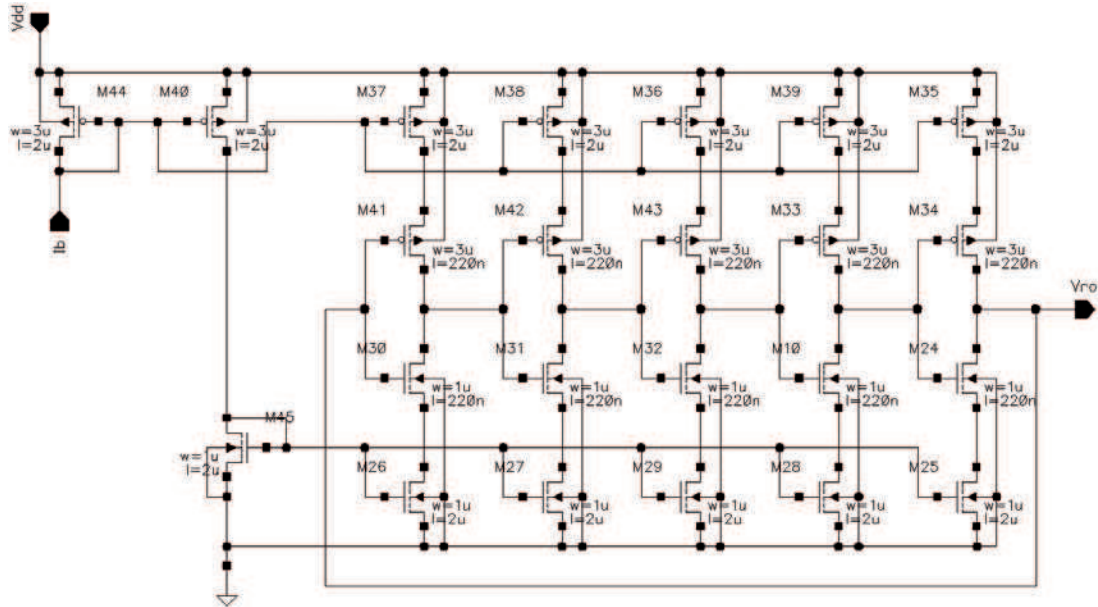 Vdd
M44
M40
M37
M38
M36
M39
M35
w=3u
l=2u
w=3u
l=2u
w=3u
l=2u
w=3u
l=2u
w=3u
l=2u
w=3u
l=2u
w=3u
l=2u
Ib
M41
M42
M43
M33
M34
w=3u
l=220n
w=3u
l=220n
w=3u
l=220n
w=3u
l=220n
w=3u
l=220n
Vro
M30
M31
M32
M10
M24
w=1u
l=220n
w=1u
l=220n
w=1u
l=220n
w=1u
l=220n
w=1u
l=220n
M45
l=2u
M26
M27
M29
M28
M25
w=1u
l=2u
w=1u
l=2u
w=1u
l=2u
w=1u
l=2u
w=1u
l=2u